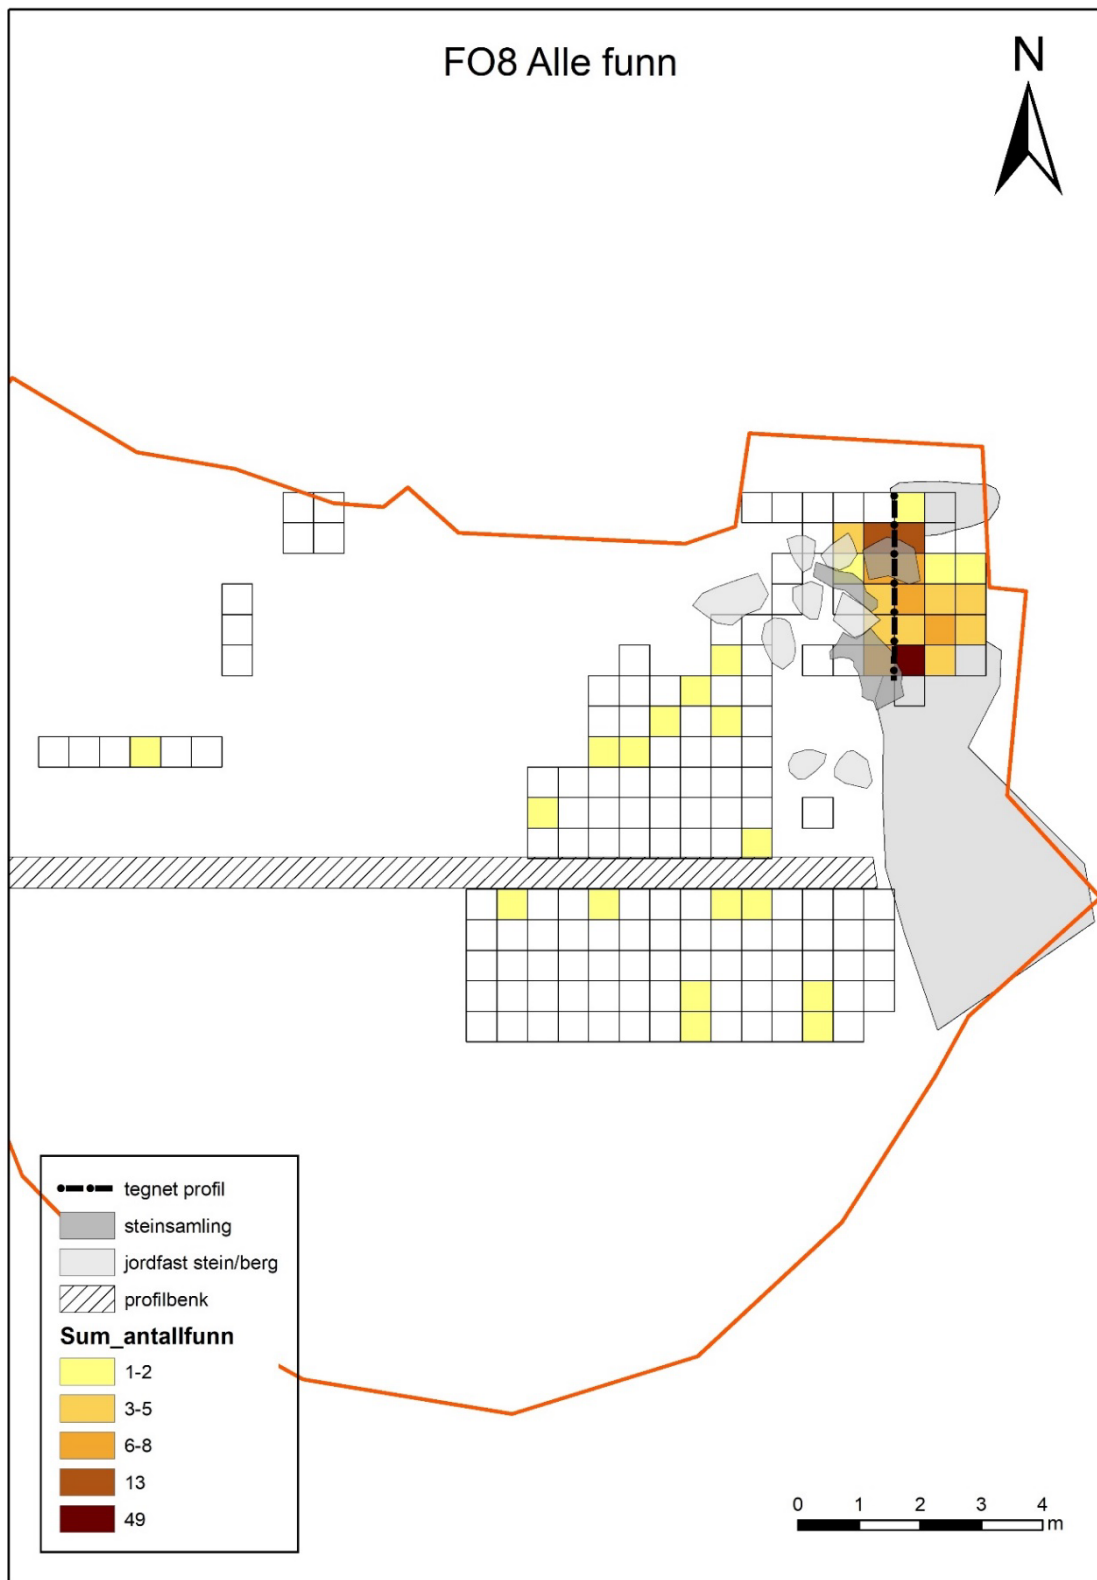 FO8 Alle funn
N
tegnet profil
steinsamling
jordfast stein/berg
profilbenk
Sum_antallfunn
1-2
3-5
6-8
13
49
0 1 2 3 4
m